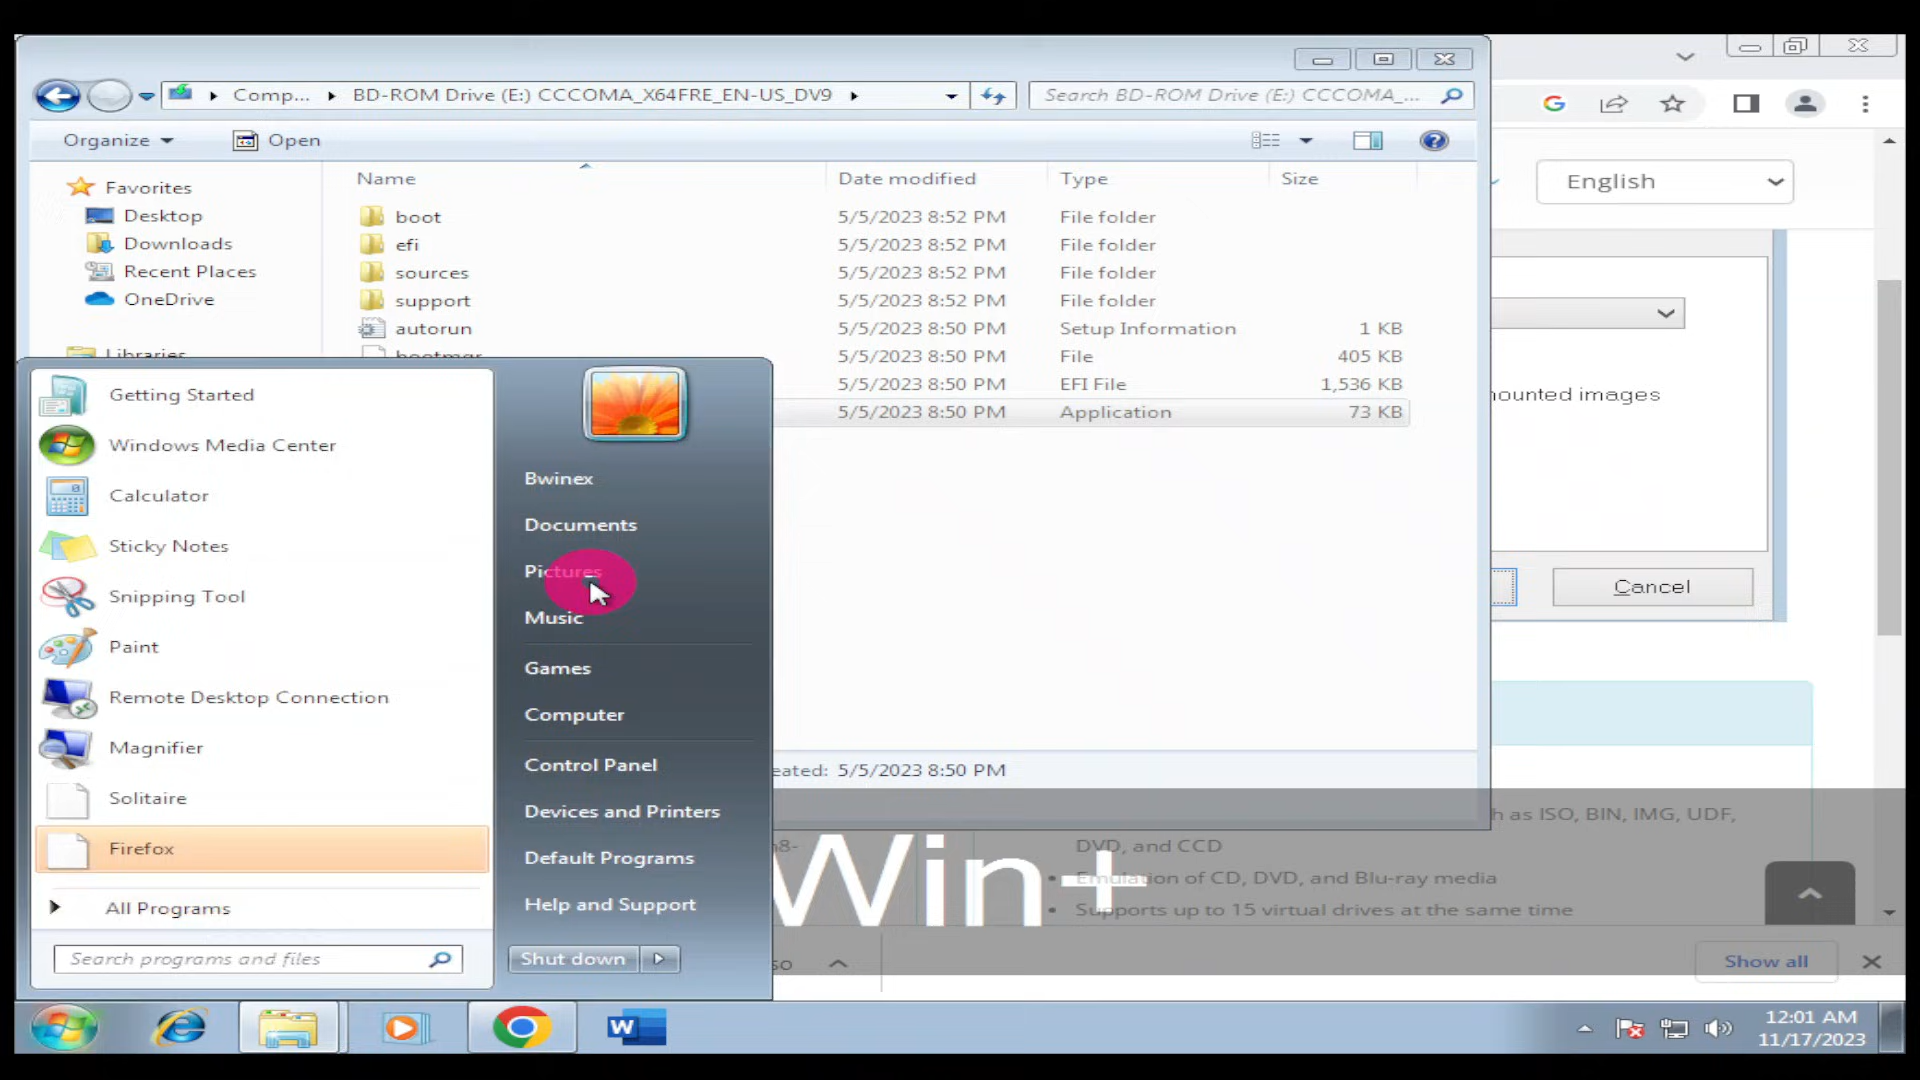 Comp... BD-ROM Drive (E:) CCCOMA_X64FRE_EN-US_DV9
Search BD-ROM Drive (E:) CCCOMA_...
Organize
Open
Name Date modified Type Size
Favorites
Desktop
Downloads
Recent Places
OneDrive
Libraries
boot 5/5/2023 8:52 PM File folder
efi 5/5/2023 8:52 PM File folder
sources 5/5/2023 8:52 PM File folder
support 5/5/2023 8:52 PM File folder
autorun 5/5/2023 8:50 PM Setup Information 1 KB
bootmgr 5/5/2023 8:50 PM File 405 KB
5/5/2023 8:50 PM EFI File 1,536 KB
5/5/2023 8:50 PM Application 73 KB
eated: 5/5/2023 8:50 PM
English
mounted images
Cancel
Getting Started
Windows Media Center
Calculator
Sticky Notes
Snipping Tool
Paint
Remote Desktop Connection
Magnifier
Solitaire
Firefox
All Programs
Search programs and files
Bwinex
Documents
Pictures
Music
Games
Computer
Control Panel
Devices and Printers
Default Programs
Help and Support
Shut down
h as ISO, BIN, IMG, UDF,
DVD, and CCD
Emulation of CD, DVD, and Blu-ray media
Supports up to 15 virtual drives at the same time
n8-
Win+
so
Show all
W
12:01 AM
11/17/2023